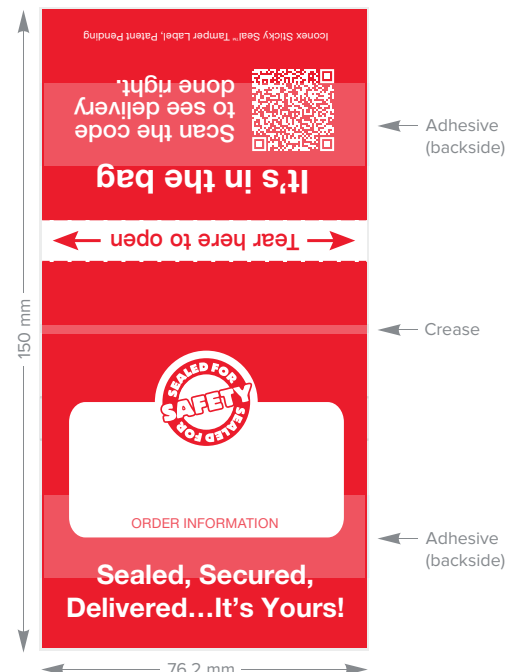 Iconex Sticky Seal™ Tamper Label, Patent Pending
Scan the code
to see delivery
done right.
It's in the bag
Tear here to open
Adhesive
(backside)
Crease
150 mm
SEALED FOR
SAFETY
SEALED FOR
ORDER INFORMATION
Adhesive
(backside)
Sealed, Secured,
Delivered...It's Yours!
76.2 mm